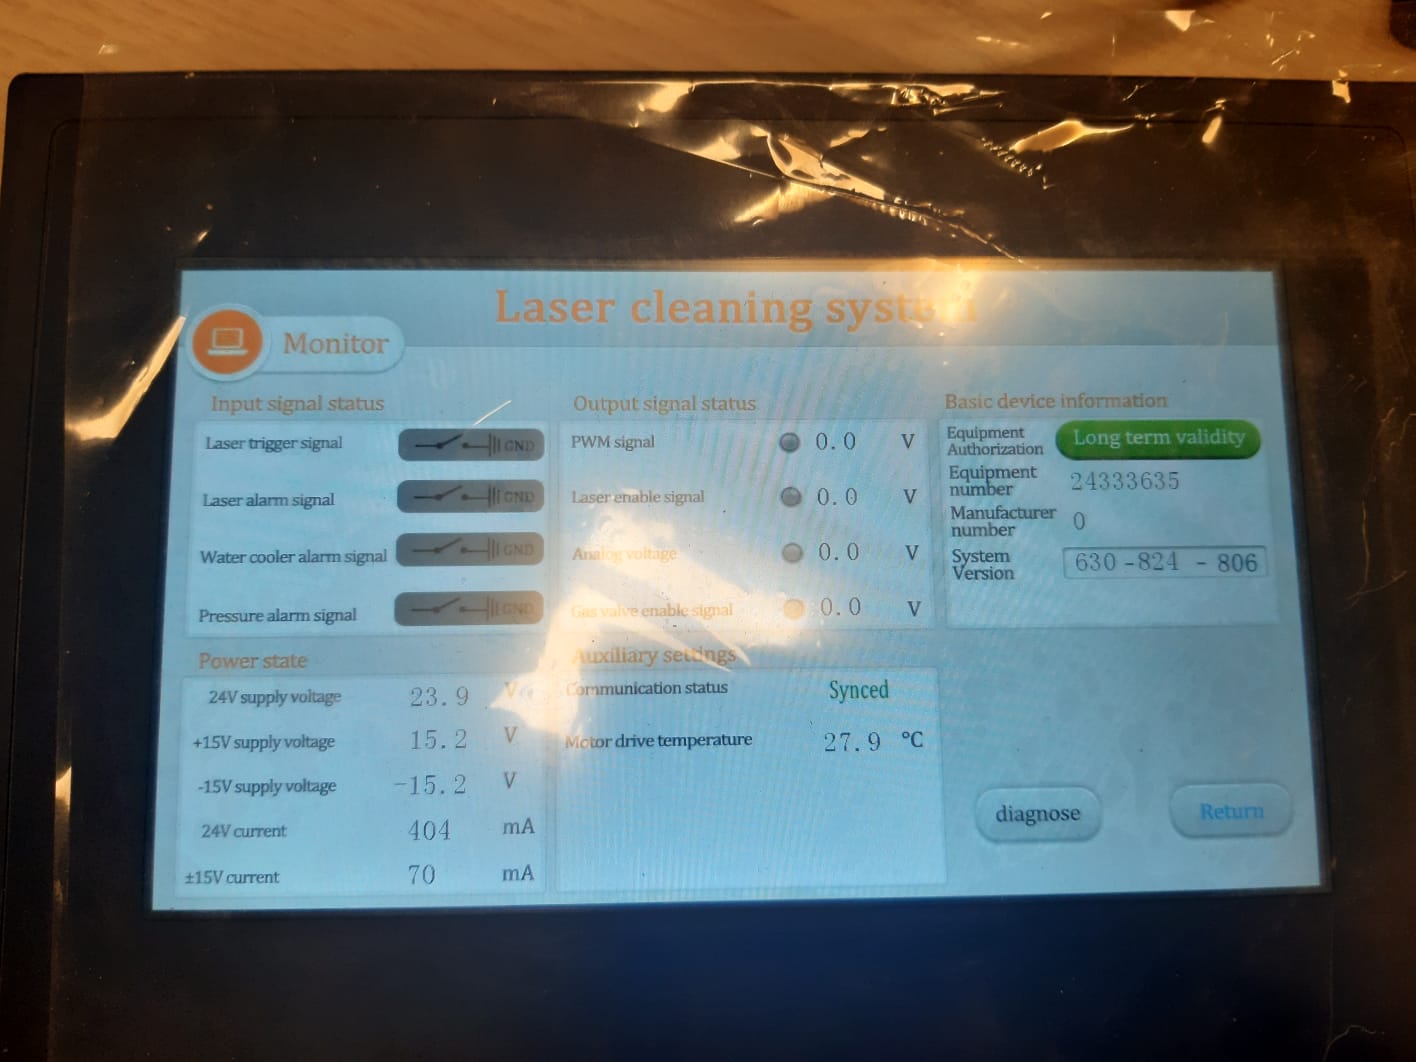 Laser cleaning system
Monitor
Input signal status
Laser trigger signal GND
Laser alarm signal GND
Water cooler alarm signal GND
Pressure alarm signal GND
Output signal status
PWM signal 0.0 V
Laser enable signal 0.0 V
Analog voltage 0.0 V
Gas valve enable signal 0.0 V
Basic device information
Equipment
Authorization
Long term validity
Equipment
number
24333635
Manufacturer
number
0
System
Version
630 -824 - 806
Power state
24V supply voltage 23.9 V
+15V supply voltage 15.2 V
-15V supply voltage -15.2 V
24V current 404 mA
±15V current 70 mA
Auxiliary settings
Communication status Synced
Motor drive temperature 27.9 °C
diagnose
Return